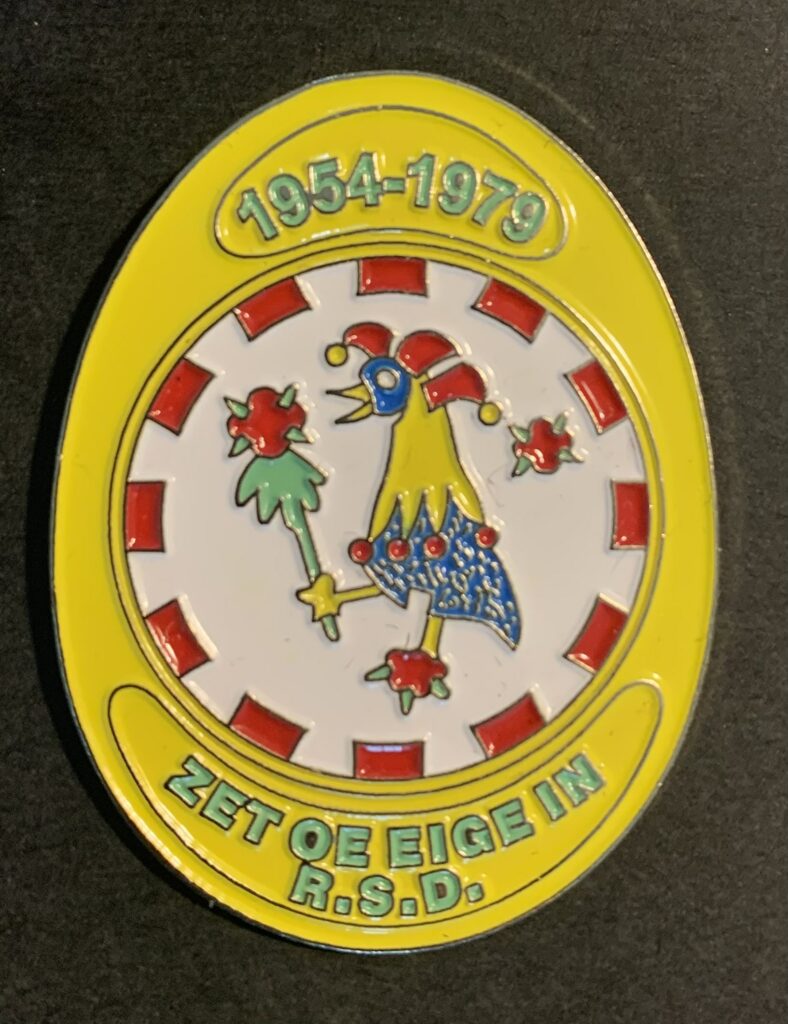 1954-1979
ZET OE EIGE IN
R.S.D.